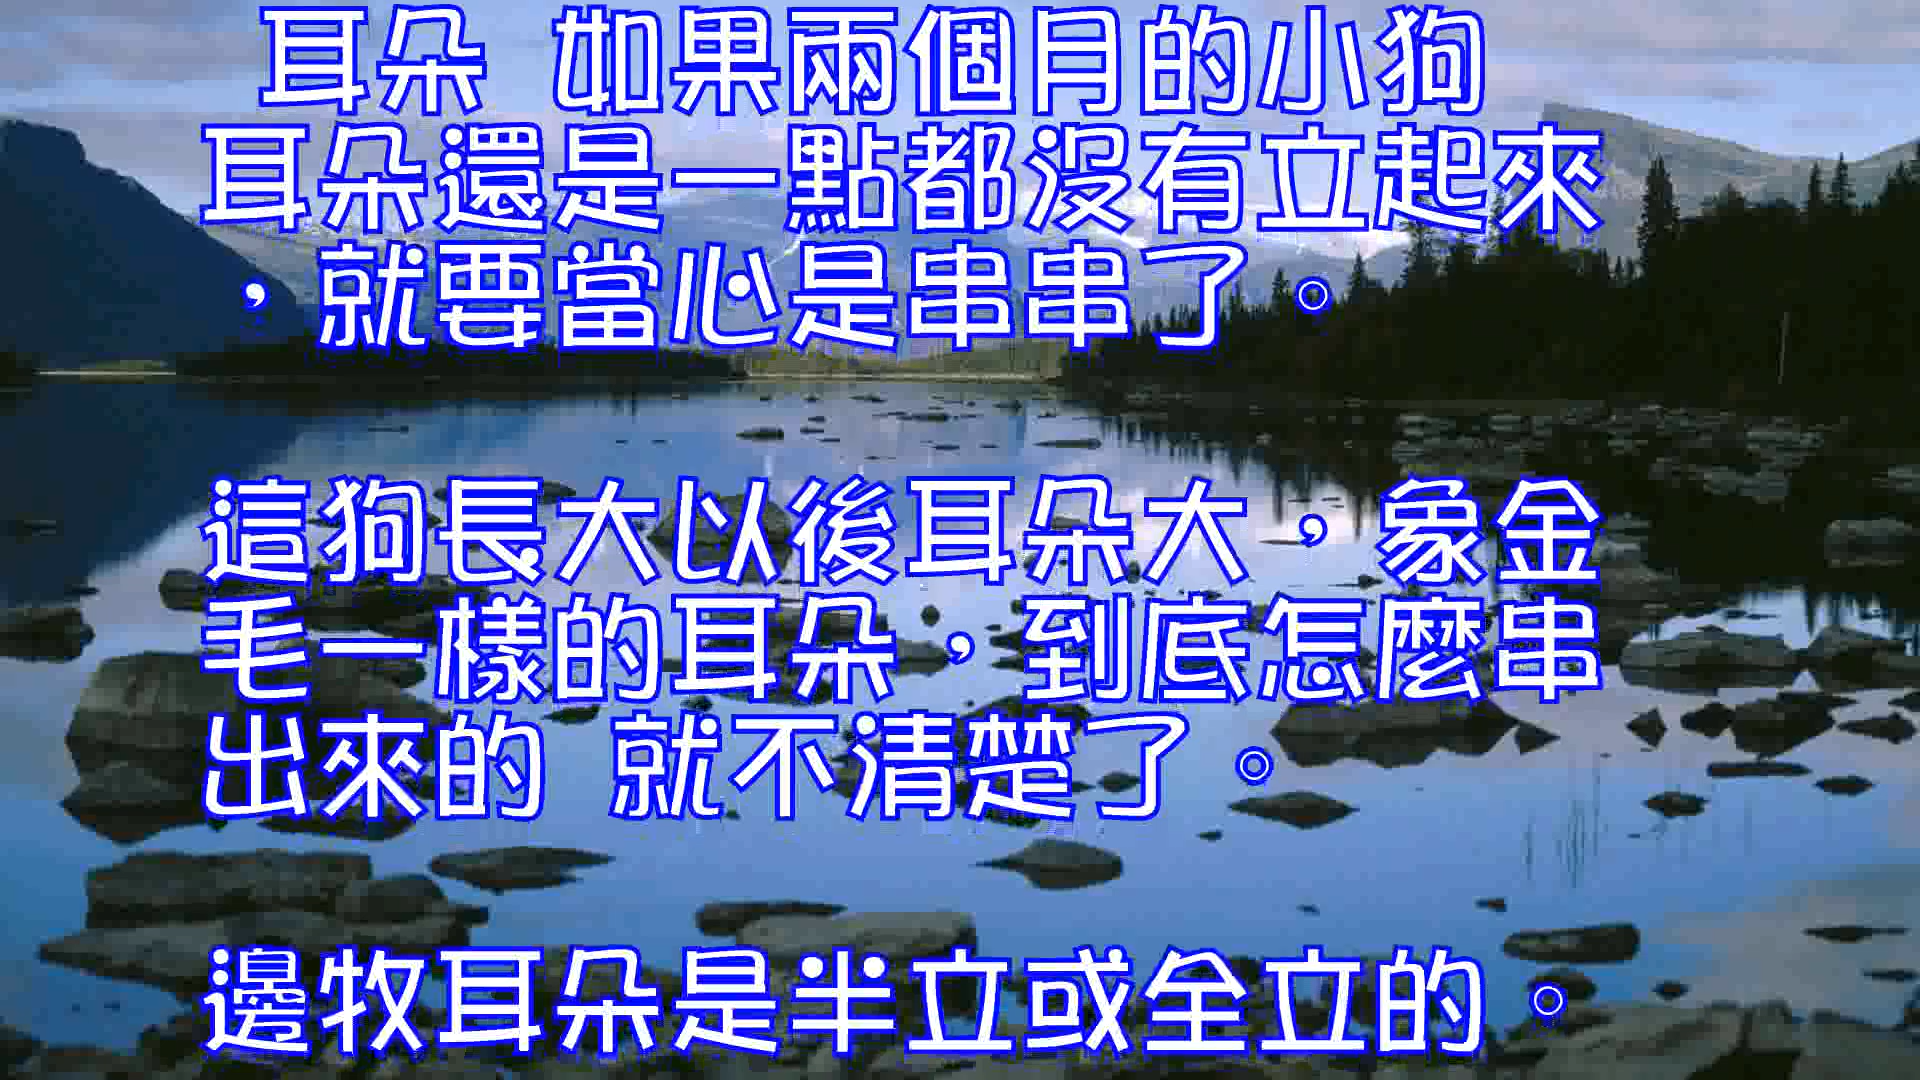 耳朵 如果兩個月的小狗
耳朵還是一點都沒有立起來
，就要當心是串串了。
這狗長大以後耳朵大，象金
毛一樣的耳朵，到底怎麼串
出來的 就不清楚了。
邊牧耳朵是半立或全立的。